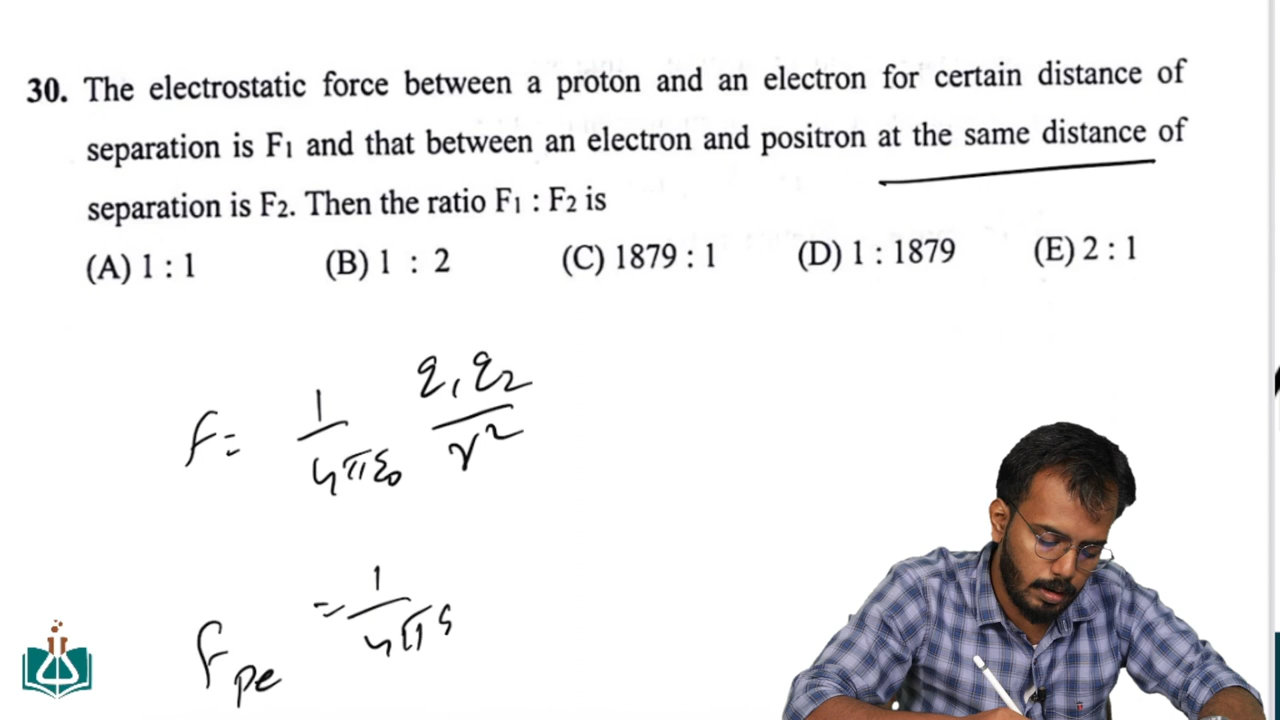 30. The electrostatic force between a proton and an electron for certain distance of
separation is F₁ and that between an electron and positron at the same distance of
separation is F₂. Then the ratio F₁ : F₂ is
(A) 1 : 1 (B) 1 : 2 (C) 1879 : 1 (D) 1 : 1879 (E) 2 : 1
F = 1/4πε₀ q₁q₂/r²
F_pe = 1/4π